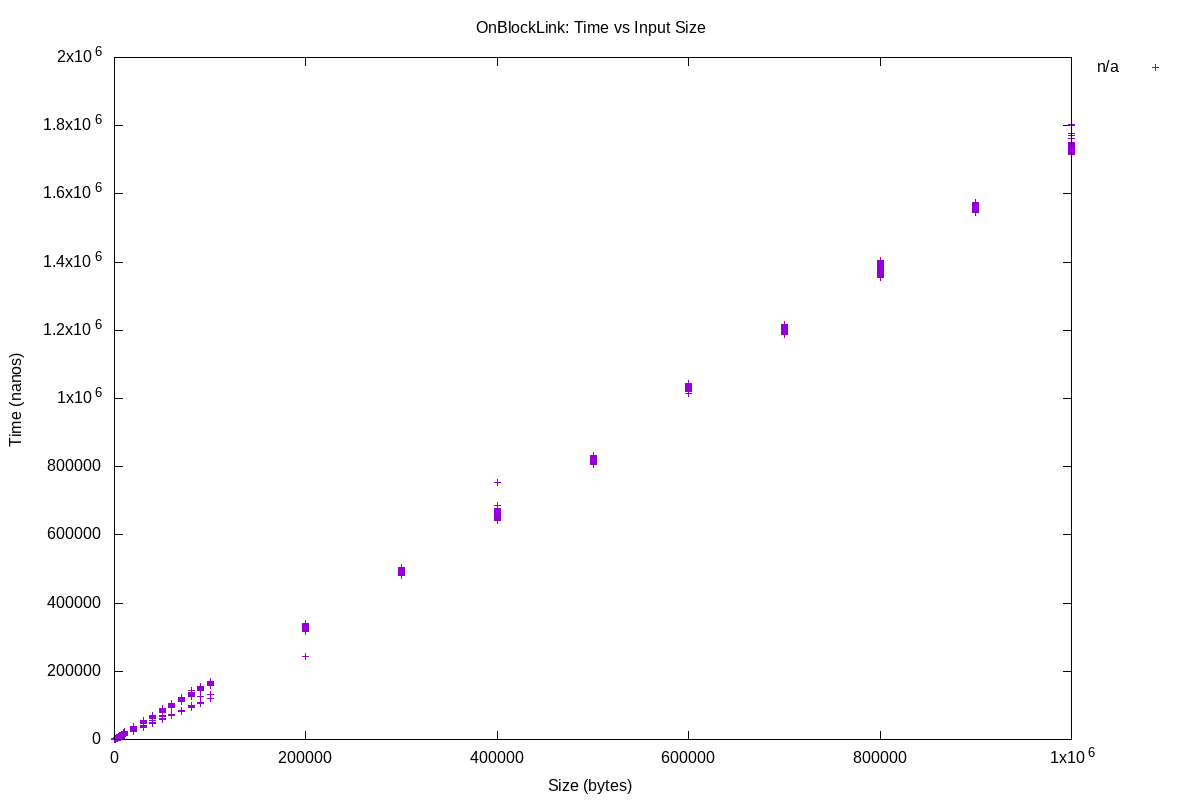 OnBlockLink: Time vs Input Size
n/a
2x10 6
1.8x10 6
1.6x10 6
1.4x10 6
1.2x10 6
1x10 6
800000
600000
400000
200000
0
Time (nanos)
0 200000 400000 600000 800000 1x10 6
Size (bytes)